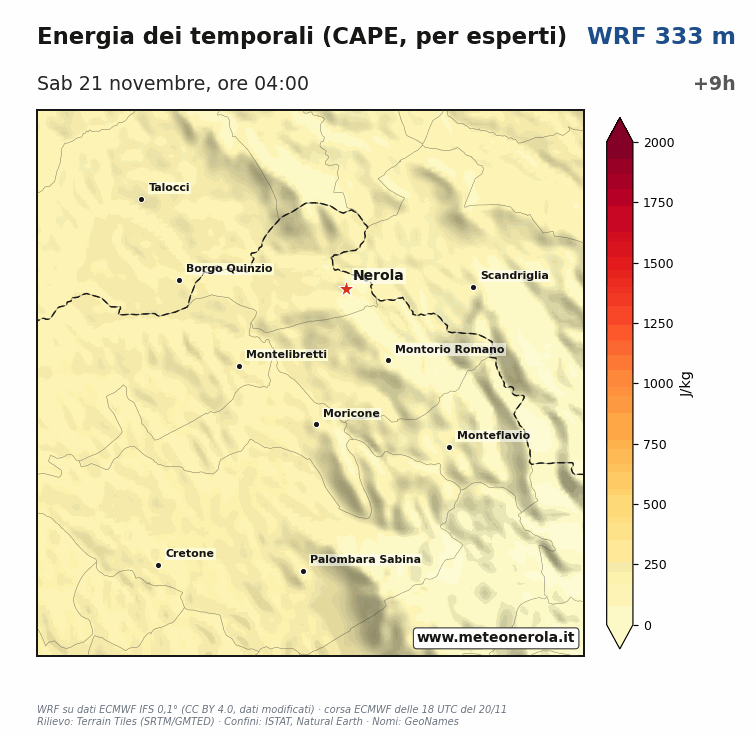 Energia dei temporali (CAPE, per esperti) WRF 333 m
Sab 21 novembre, ore 04:00 +9h
Talocci
Borgo Quinzio
Nerola
Scandriglia
Montelibretti
Montorio Romano
Moricone
Monteflavio
Cretone
Palombara Sabina
www.meteonerola.it
2000
1750
1500
1250
1000
750
500
250
0
J/kg
WRF su dati ECMWF IFS 0,1° (CC BY 4.0, dati modificati) · corsa ECMWF delle 18 UTC del 20/11
Rilievo: Terrain Tiles (SRTM/GMTED) · Confini: ISTAT, Natural Earth · Nomi: GeoNames